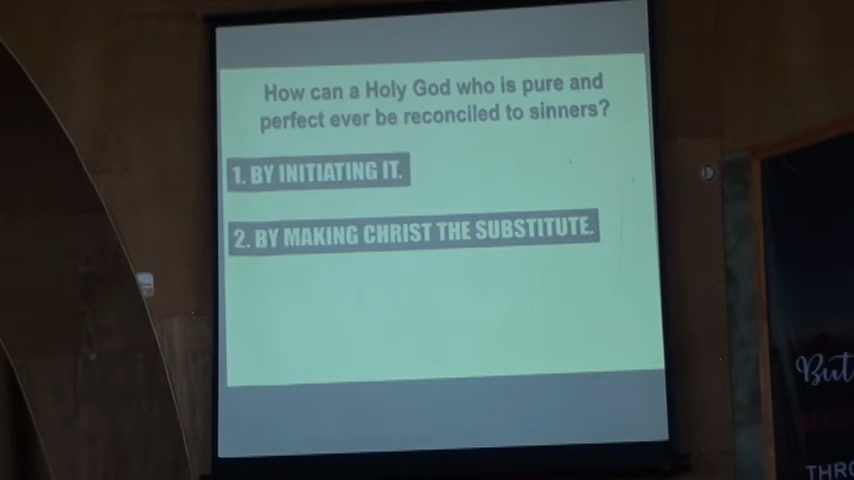 How can a Holy God who is pure and
perfect ever be reconciled to sinners?
1. BY INITIATING IT.
2. BY MAKING CHRIST THE SUBSTITUTE.
But